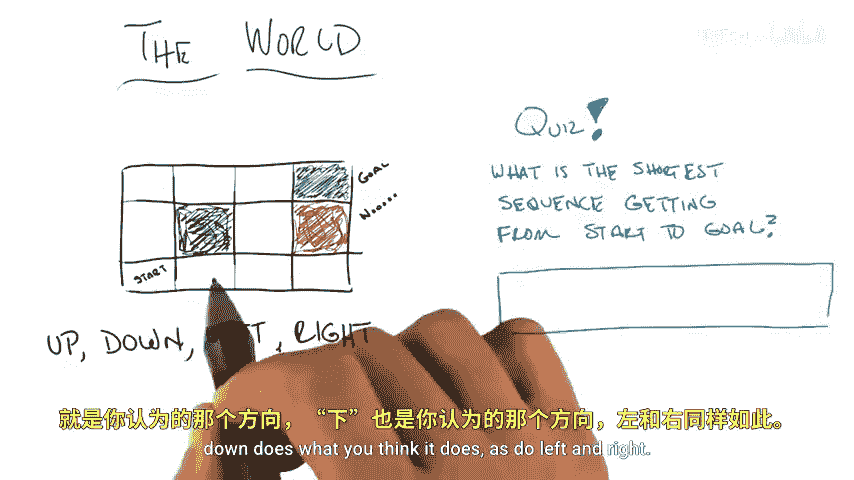 THE WORLD
GOAL
NOOOO...
START
UP, DOWN, , RIGHT
QUIZ!
WHAT IS THE SHORTEST
SEQUENCE GETTING
FROM START TO GOAL?
就是你认为的那个方向，“下”也是你认为的那个方向，左和右同样如此。
down does what you think it does, as do left and right.